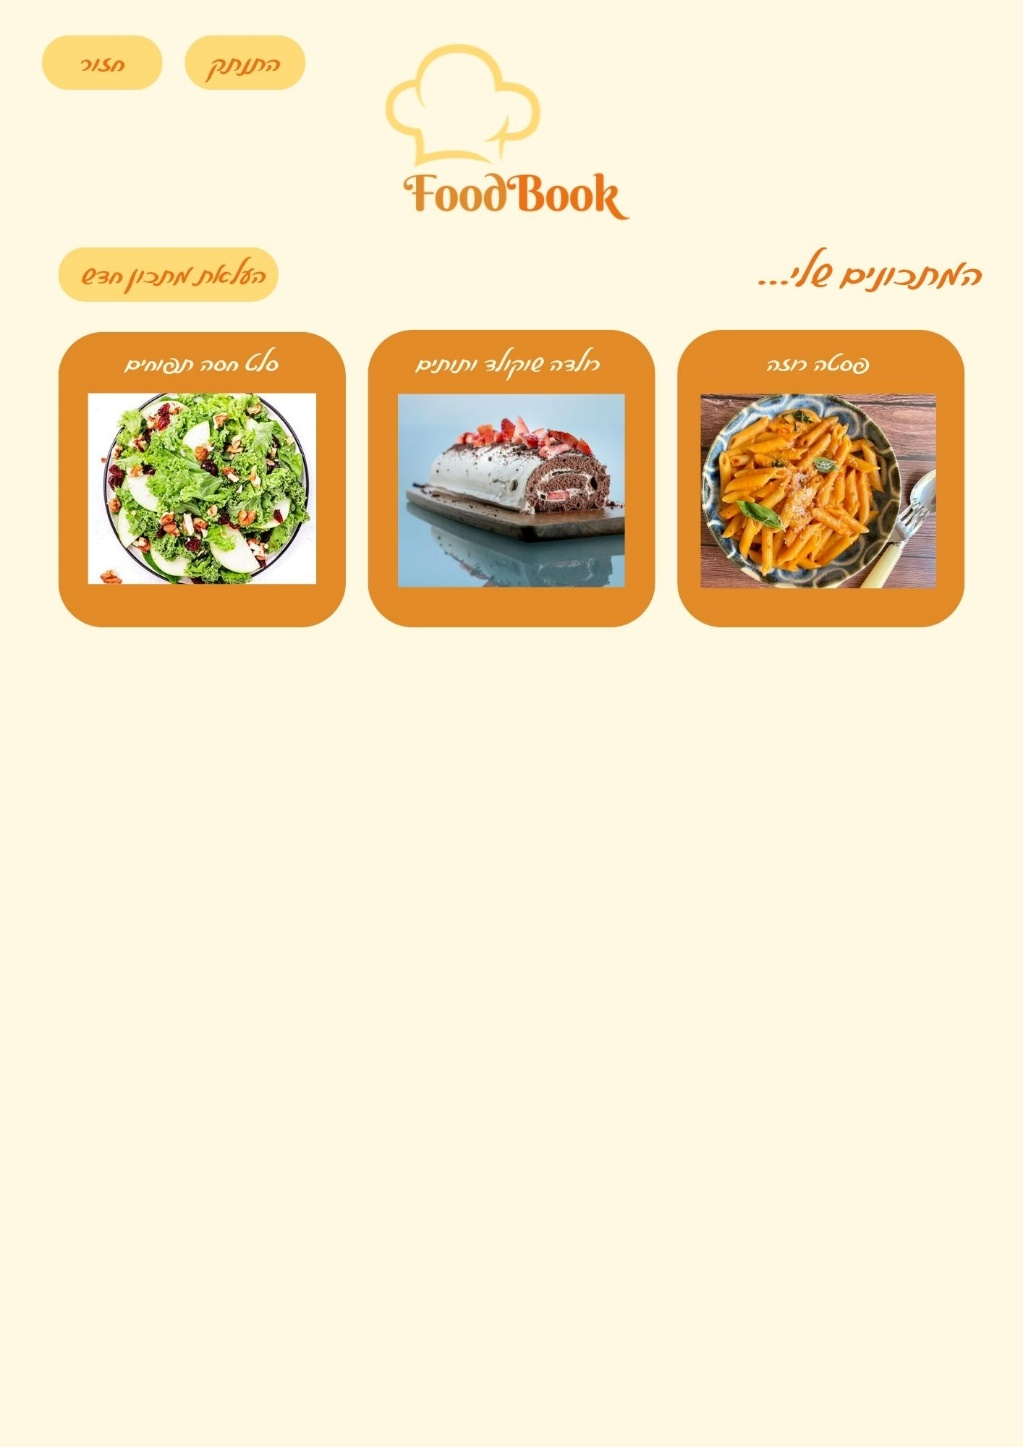 התנתק
חזור
FoodBook
המתכונים שלי...
העלאת מתכון חדש
פסטה רוזה
רולדה שוקולד ותותים
סלט חסה תפוחים